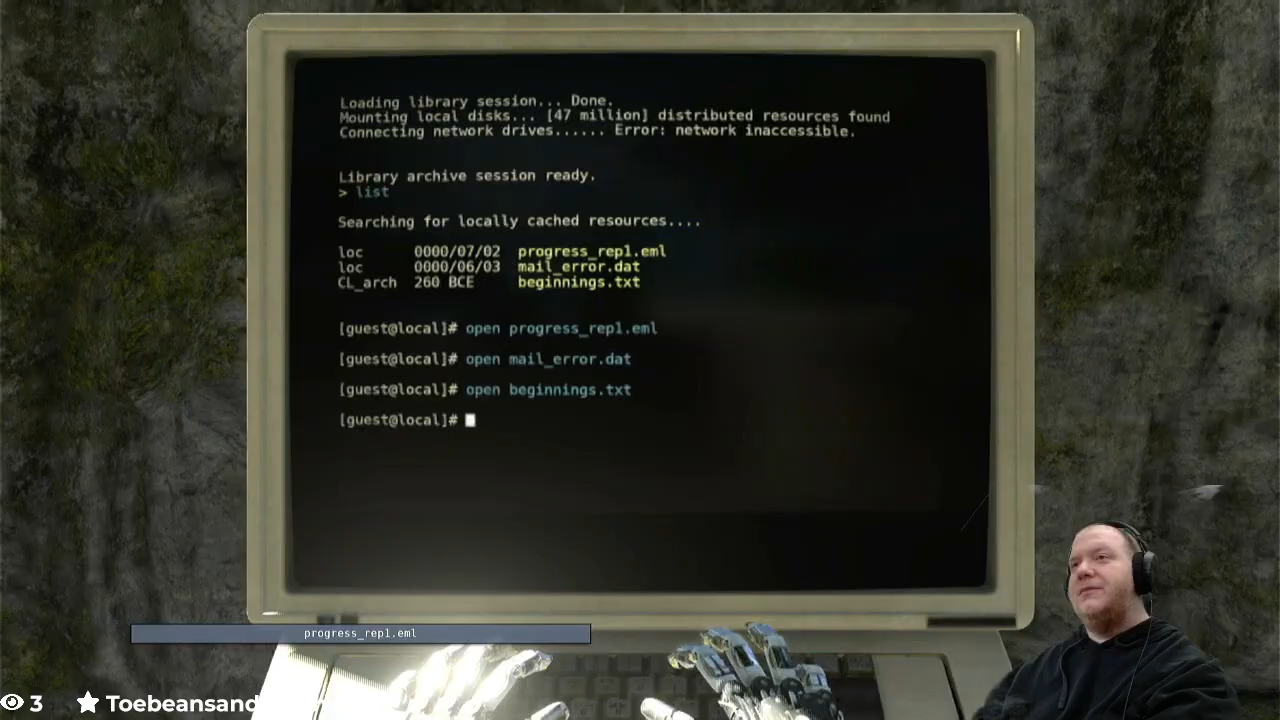 Loading library session... Done.
Mounting local disks... [47 million] distributed resources found
Connecting network drives...... Error: network inaccessible.
Library archive session ready.
> list
Searching for locally cached resources....
loc 0000/07/02 progress_rep1.eml
loc 0000/06/03 mail_error.dat
CL_arch 260 BCE beginnings.txt
[guest@local]# open progress_rep1.eml
[guest@local]# open mail_error.dat
[guest@local]# open beginnings.txt
[guest@local]#
progress_rep1.eml
3 Toebeansand